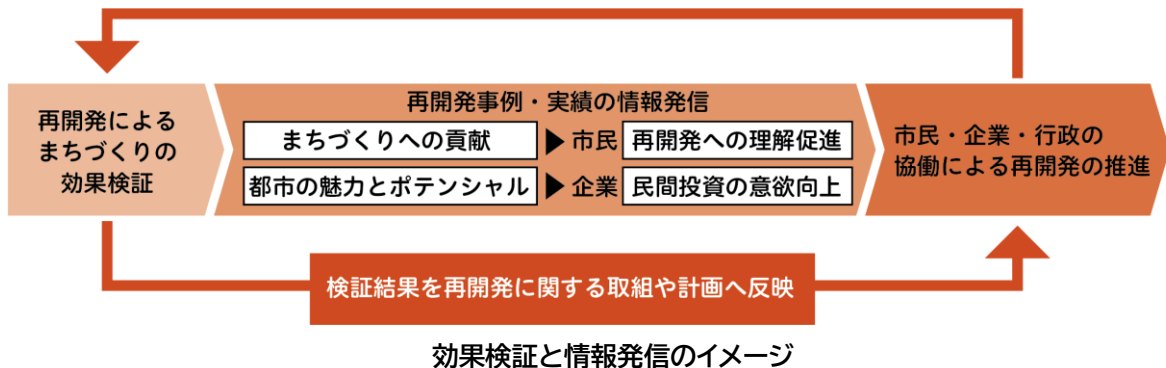 再開発による
まちづくりの
効果検証
再開発事例・実績の情報発信
まちづくりへの貢献 ▶ 市民 再開発への理解促進
都市の魅力とポテンシャル ▶ 企業 民間投資の意欲向上
市民・企業・行政の
協働による再開発の推進
検証結果を再開発に関する取組や計画へ反映
効果検証と情報発信のイメージ